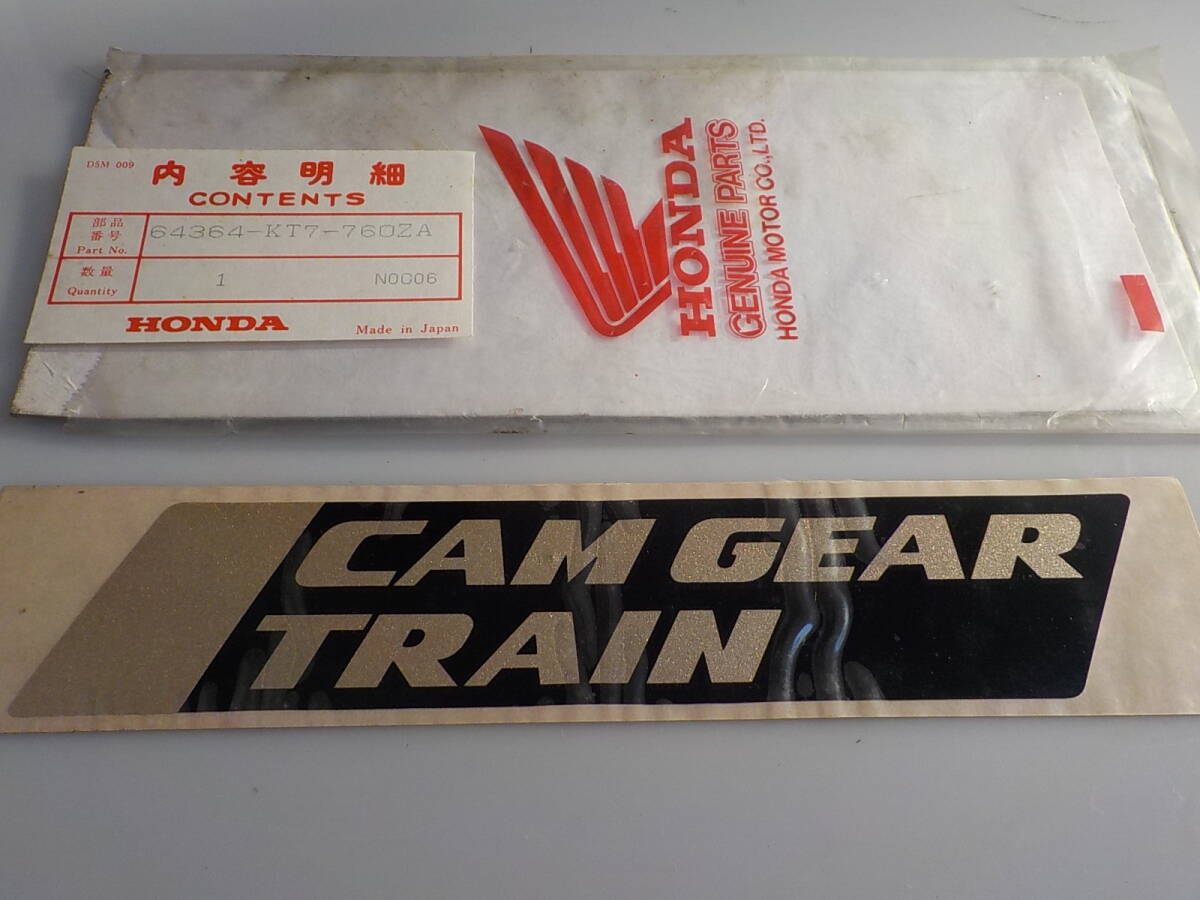 D5M 009
内容明細
CONTENTS
部品
番号
Part No.
64364-KT7-760ZA
数量
Quantity
1 N0C06
HONDA
Made in Japan
HONDA
GENUINE PARTS
HONDA MOTOR CO.,LTD.
CAM GEAR
TRAIN